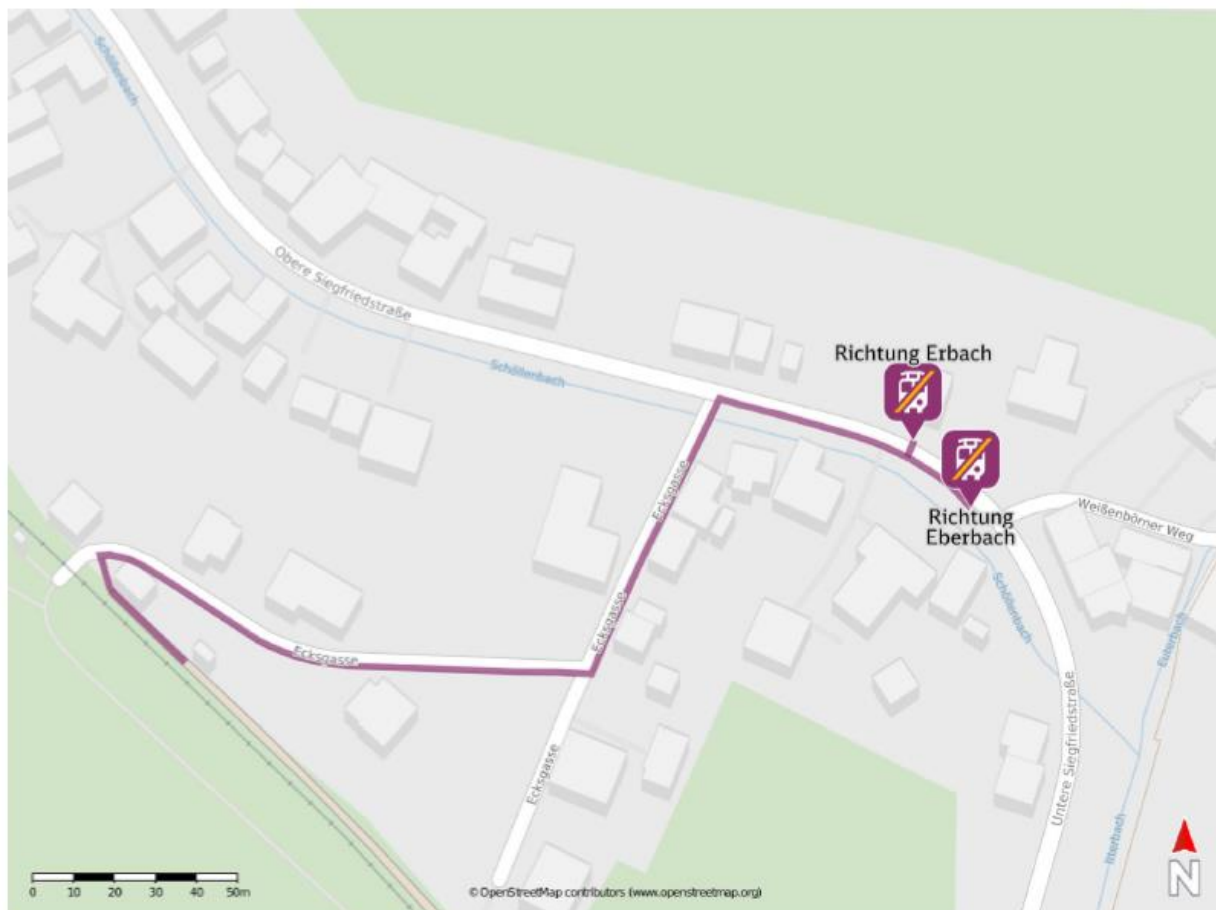 Schöllenbach
Obere Siegfriedstraße
Schöllenbach
Richtung Erbach
Richtung
Eberbach
Weißenbörner Weg
Ecksgasse
Ecksgasse
Schöllenbach
Euterbach
Ecksgasse
Untere Siegfriedstraße
Ecksgasse
Itterbach
0 10 20 30 40 50m
© OpenStreetMap contributors (www.openstreetmap.org)
N